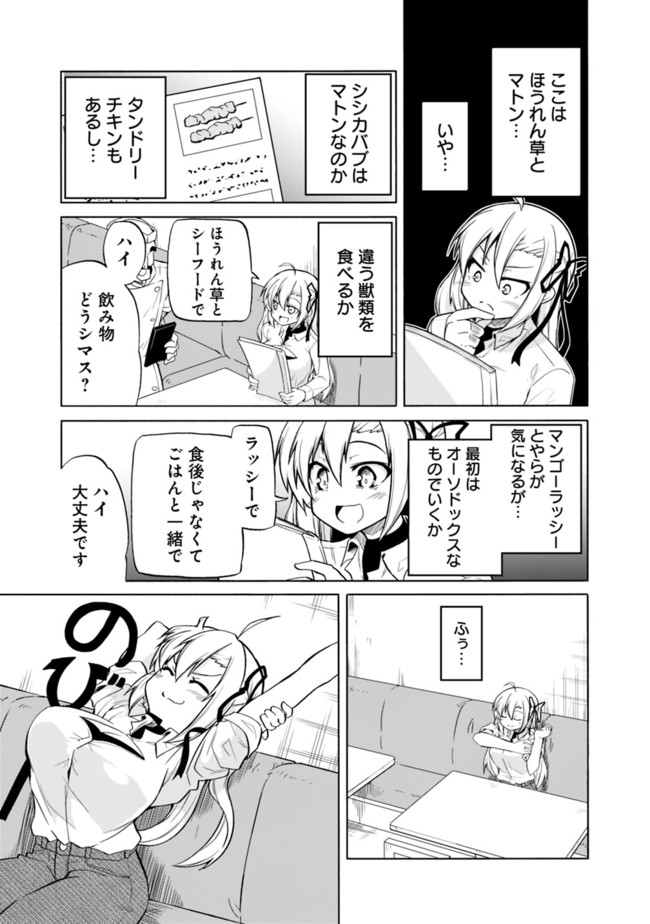 ここは
ほうれん草と
マトン…
いや…
シシカバブは
マトンなのか
タンドリー
チキンも
あるし…
違う獣類を
食べるか
ほうれん草と
シーフードで
ハイ
飲み物
どうシマス？
マンゴーラッシー
とやらが
気になるが…
最初は
オーソドックスな
ものでいくか
ラッシーで
食後じゃなくて
ごはんと一緒で
ハイ
大丈夫です
ふぅ…
のびー